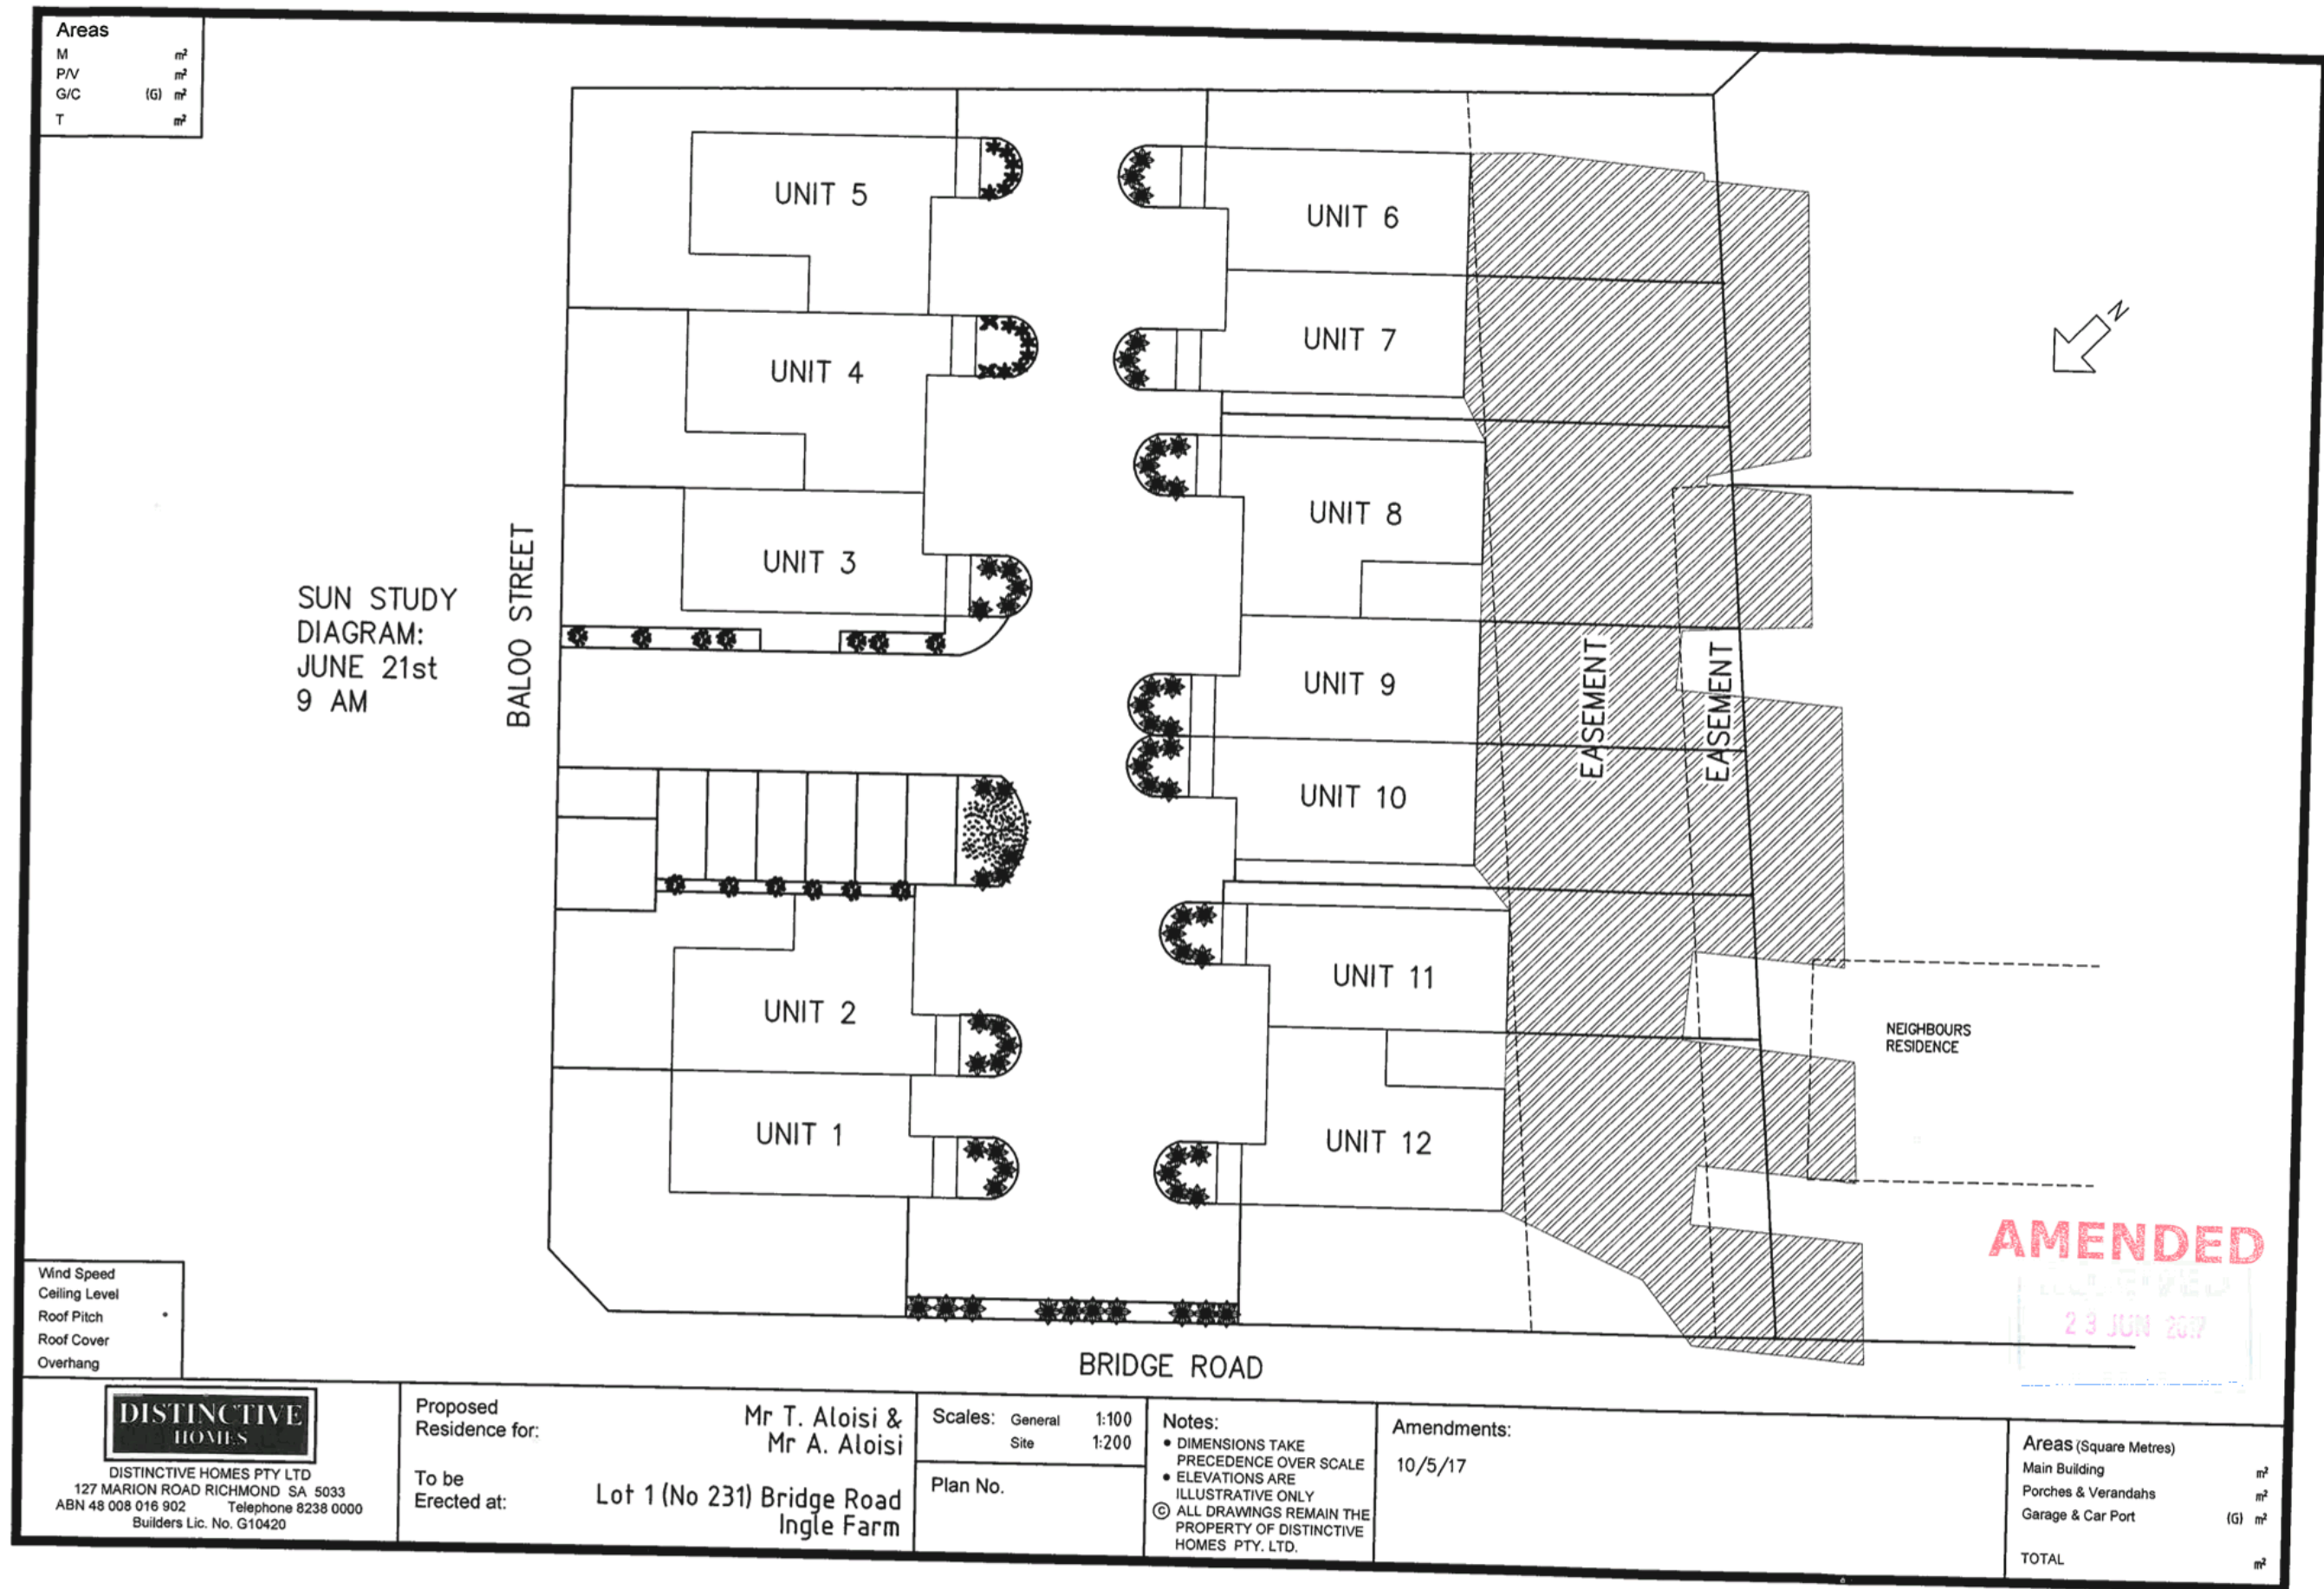 Areas
M m²
P/V m²
G/C (G) m²
T m²
UNIT 5
UNIT 6
UNIT 4
UNIT 7
UNIT 3
UNIT 8
UNIT 9
UNIT 10
UNIT 2
UNIT 11
UNIT 1
UNIT 12
N
SUN STUDY
DIAGRAM:
JUNE 21st
9 AM
BALOO STREET
EASEMENT
EASEMENT
NEIGHBOURS
RESIDENCE
AMENDED
23 JUN 2017
BRIDGE ROAD
Wind Speed
Ceiling Level
Roof Pitch °
Roof Cover
Overhang
DISTINCTIVE
HOMES
DISTINCTIVE HOMES PTY LTD
127 MARION ROAD RICHMOND SA 5033
ABN 48 008 016 902 Telephone 8238 0000
Builders Lic. No. G10420
Proposed
Residence for:
Mr T. Aloisi &
Mr A. Aloisi
To be
Erected at:
Lot 1 (No 231) Bridge Road
Ingle Farm
Scales: General 1:100
Site 1:200
Plan No.
Notes:
• DIMENSIONS TAKE
PRECEDENCE OVER SCALE
• ELEVATIONS ARE
ILLUSTRATIVE ONLY
© ALL DRAWINGS REMAIN THE
PROPERTY OF DISTINCTIVE
HOMES PTY. LTD.
Amendments:
10/5/17
Areas (Square Metres)
Main Building m²
Porches & Verandahs m²
Garage & Car Port (G) m²
TOTAL m²